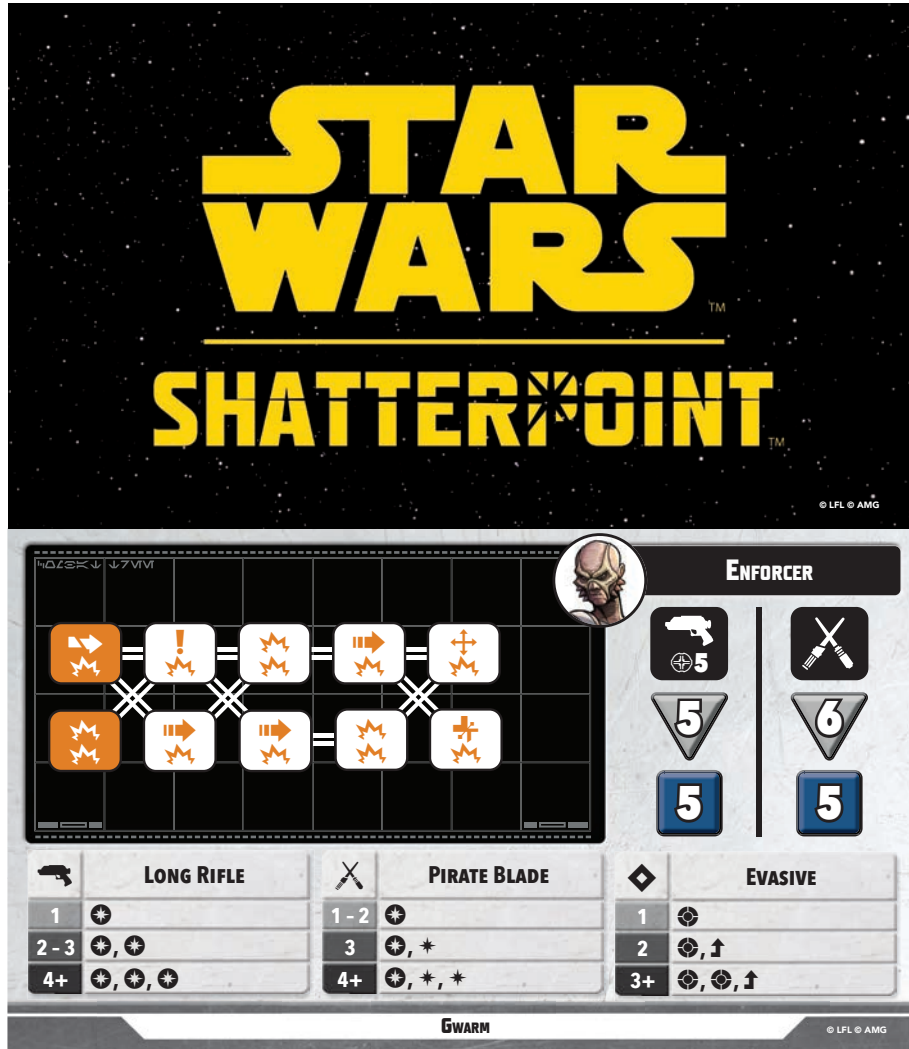 STAR
WARS
TM
SHATTERPOINT
TM
© LFL © AMG
ENFORCER
5
5 6
5 5
LONG RIFLE
1
2 - 3 , 
4+ , , 
PIRATE BLADE
1 - 2
3 , 
4+ , , 
EVASIVE
1
2 , 
3+ , , 
GWARM
© LFL © AMG